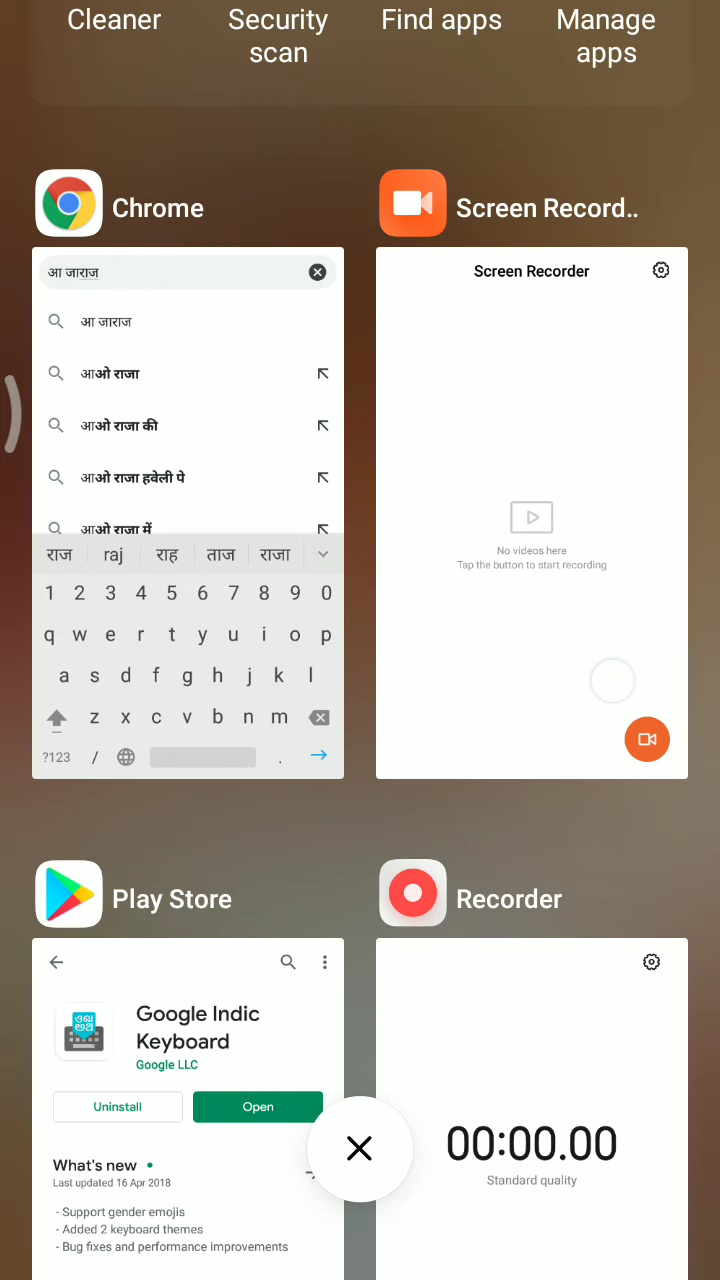 Cleaner
Security scan
Find apps
Manage apps
Chrome
आ जाराज
आ जाराज
आओ राजा
आओ राजा की
आओ राजा हवेली पे
आओ राजा में
राज raj राह ताज राजा
1 2 3 4 5 6 7 8 9 0
q w e r t y u i o p
a s d f g h j k l
z x c v b n m
?123 / .
Screen Record..
Screen Recorder
No videos here
Tap the button to start recording
Play Store
Google Indic
Keyboard
Google LLC
Uninstall Open
What's new
Last updated 16 Apr 2018
- Support gender emojis
- Added 2 keyboard themes
- Bug fixes and performance improvements
Recorder
00:00.00
Standard quality